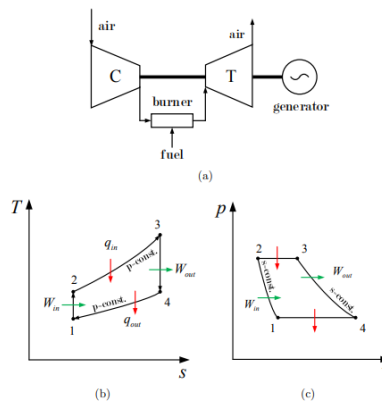 air
air
C
T
burner
generator
fuel
(a)
T
3
q_in
p-const.
2
W_out
W_in
p-const.
4
1
q_out
s
(b)
p
2
3
s-const.
W_out
W_in
s-const.
1
4
s
(c)